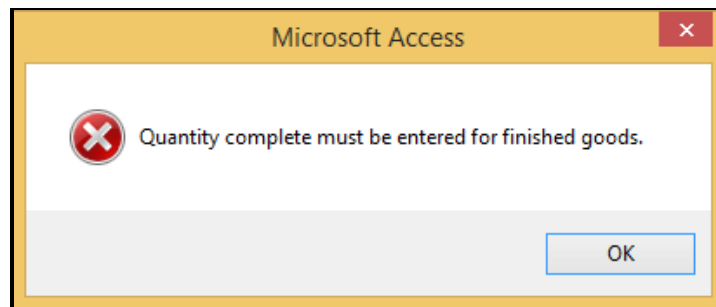 Microsoft Access
Quantity complete must be entered for finished goods.
OK